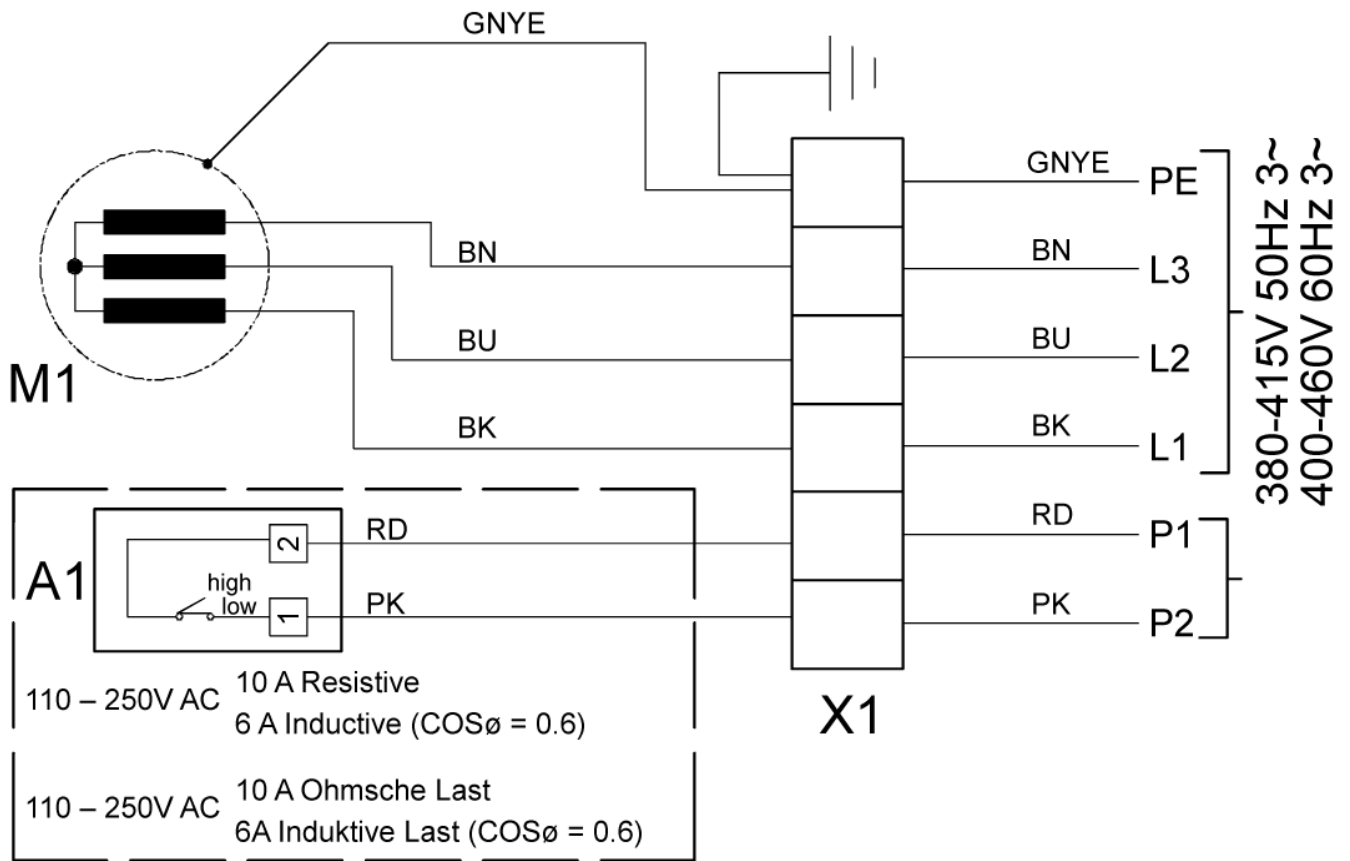 GNYE
GNYE PE
BN BN L3
BU BU L2
M1
BK BK L1
380-415V 50Hz 3~
400-460V 60Hz 3~
A1
2 RD RD P1
high
low
1 PK PK P2
X1
110 – 250V AC 10 A Resistive
6 A Inductive (COSø = 0.6)
110 – 250V AC 10 A Ohmsche Last
6A Induktive Last (COSø = 0.6)